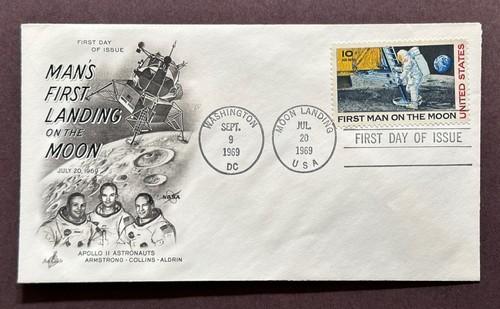 FIRST DAY
OF ISSUE
MAN'S
FIRST
LANDING
ON THE
MOON
JULY 20, 1969
NASA
APOLLO 11 ASTRONAUTS
ARMSTRONG - COLLINS - ALDRIN
WASHINGTON
SEPT.
9
1969
DC
MOON LANDING
JUL.
20
1969
USA
10¢
UNITED STATES
FIRST MAN ON THE MOON
FIRST DAY OF ISSUE